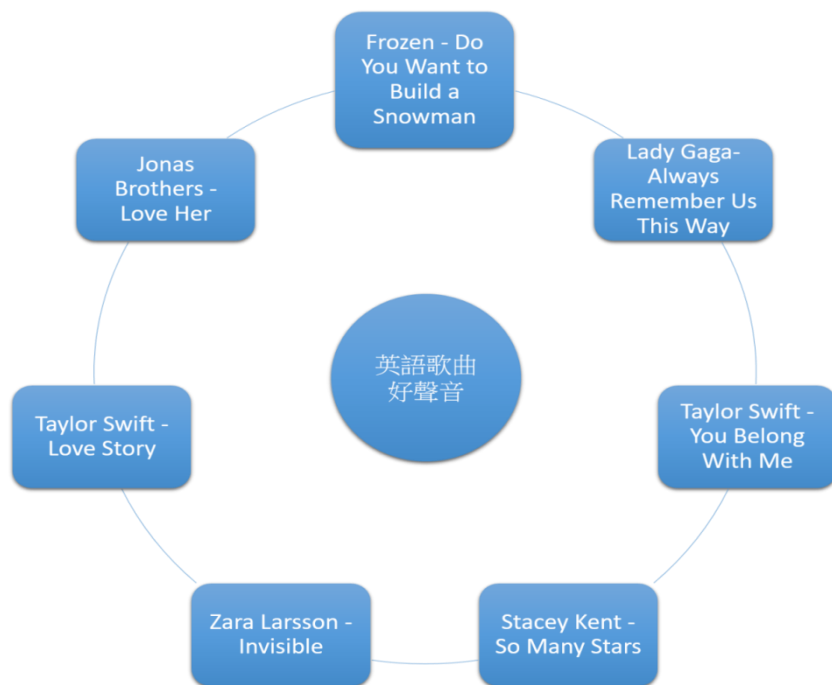 Frozen - Do
You Want to
Build a
Snowman
Lady Gaga-
Always
Remember Us
This Way
Taylor Swift -
You Belong
With Me
Stacey Kent -
So Many Stars
Zara Larsson -
Invisible
Taylor Swift -
Love Story
Jonas
Brothers -
Love Her
英語歌曲
好聲音